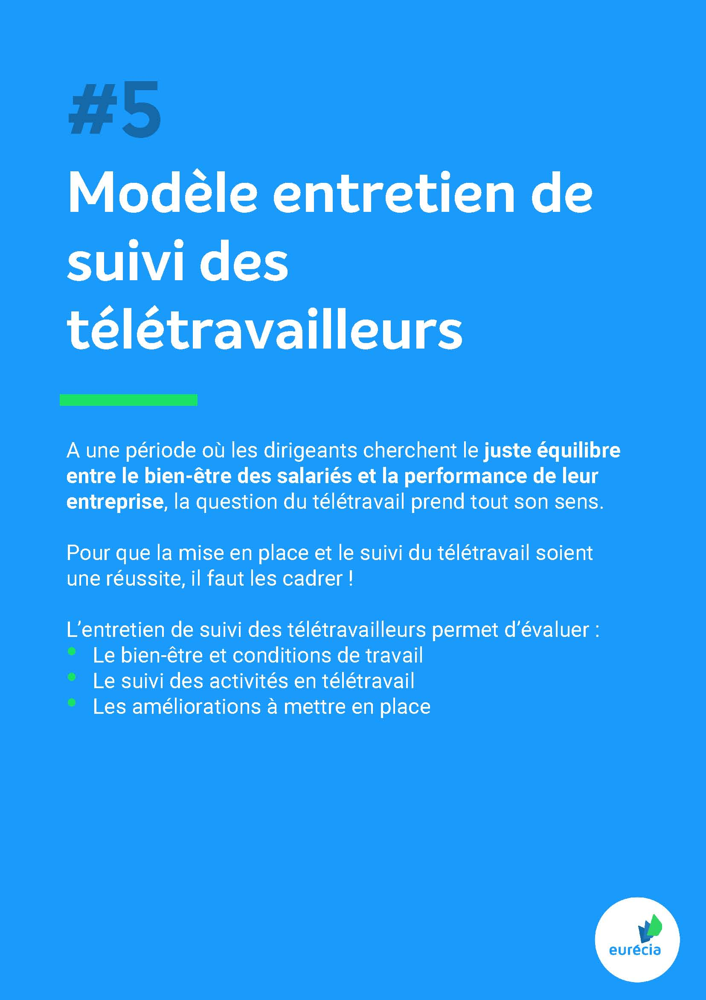 #5
Modèle entretien de
suivi des
télétravailleurs
A une période où les dirigeants cherchent le juste équilibre
entre le bien-être des salariés et la performance de leur
entreprise, la question du télétravail prend tout son sens.
Pour que la mise en place et le suivi du télétravail soient
une réussite, il faut les cadrer !
L’entretien de suivi des télétravailleurs permet d’évaluer :
• Le bien-être et conditions de travail
• Le suivi des activités en télétravail
• Les améliorations à mettre en place
eurécia